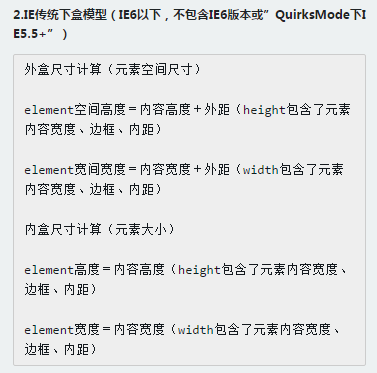 2.IE传统下盒模型（IE6以下，不包含IE6版本或”QuirksMode下I
E5.5+”）
外盒尺寸计算（元素空间尺寸）
element空间高度＝内容高度＋外距（height包含了元素
内容宽度、边框、内距）
element宽间宽度＝内容宽度＋外距（width包含了元素
内容宽度、边框、内距）
内盒尺寸计算（元素大小）
element高度＝内容高度（height包含了元素内容宽度、
边框、内距）
element宽度＝内容宽度（width包含了元素内容宽度、
边框、内距）